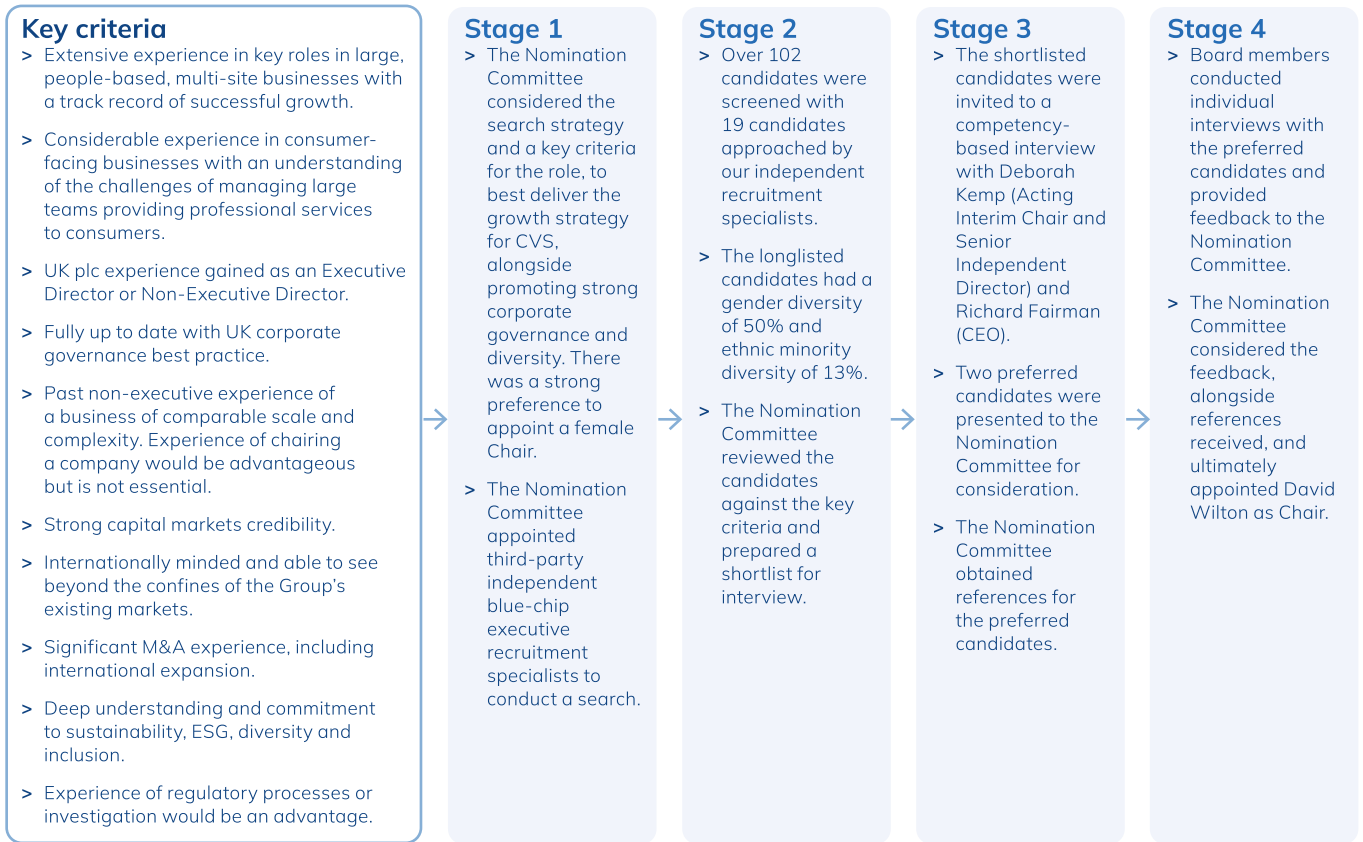 Key criteria
> Extensive experience in key roles in large,
people-based, multi-site businesses with
a track record of successful growth.
> Considerable experience in consumer-
facing businesses with an understanding
of the challenges of managing large
teams providing professional services
to consumers.
> UK plc experience gained as an Executive
Director or Non-Executive Director.
> Fully up to date with UK corporate
governance best practice.
> Past non-executive experience of
a business of comparable scale and
complexity. Experience of chairing
a company would be advantageous
but is not essential.
> Strong capital markets credibility.
> Internationally minded and able to see
beyond the confines of the Group’s
existing markets.
> Significant M&A experience, including
international expansion.
> Deep understanding and commitment
to sustainability, ESG, diversity and
inclusion.
> Experience of regulatory processes or
investigation would be an advantage.
Stage 1
> The Nomination
Committee
considered the
search strategy
and a key criteria
for the role, to
best deliver the
growth strategy
for CVS,
alongside
promoting strong
corporate
governance and
diversity. There
was a strong
preference to
appoint a female
Chair.
> The Nomination
Committee
appointed
third-party
independent
blue-chip
executive
recruitment
specialists to
conduct a search.
Stage 2
> Over 102
candidates were
screened with
19 candidates
approached by
our independent
recruitment
specialists.
> The longlisted
candidates had a
gender diversity
of 50% and
ethnic minority
diversity of 13%.
> The Nomination
Committee
reviewed the
candidates
against the key
criteria and
prepared a
shortlist for
interview.
Stage 3
> The shortlisted
candidates were
invited to a
competency-
based interview
with Deborah
Kemp (Acting
Interim Chair and
Senior
Independent
Director) and
Richard Fairman
(CEO).
> Two preferred
candidates were
presented to the
Nomination
Committee for
consideration.
> The Nomination
Committee
obtained
references for
the preferred
candidates.
Stage 4
> Board members
conducted
individual
interviews with
the preferred
candidates and
provided
feedback to the
Nomination
Committee.
> The Nomination
Committee
considered the
feedback,
alongside
references
received, and
ultimately
appointed David
Wilton as Chair.